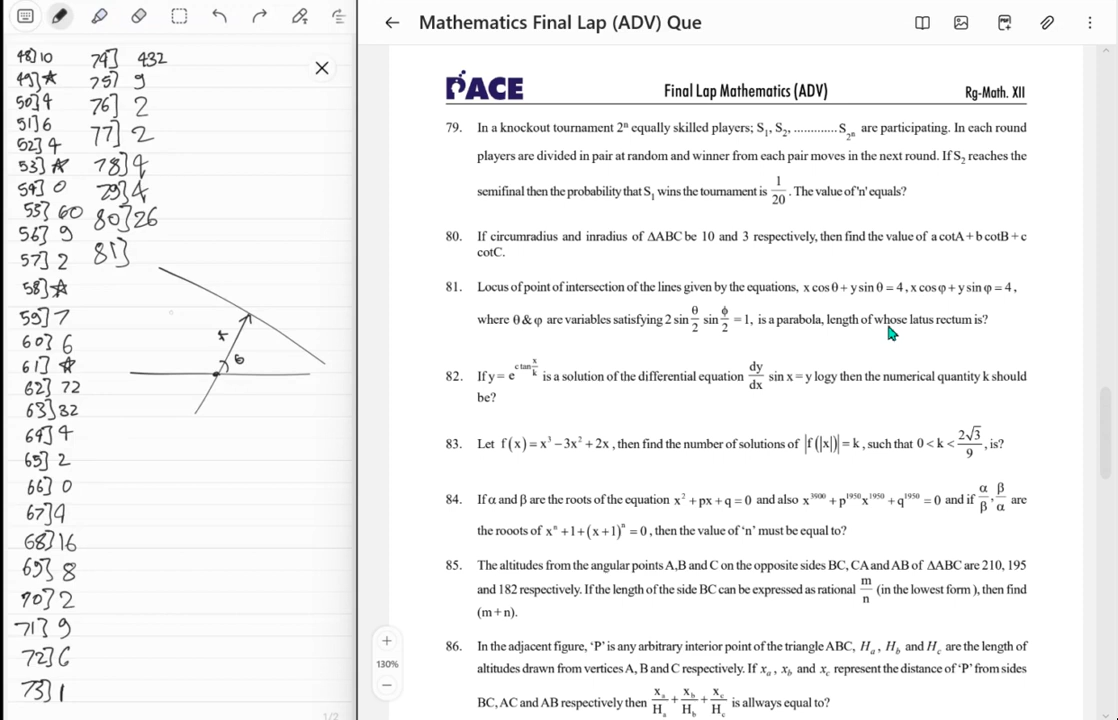 48] 10
49] ★
50] 4
51] 6
52] 4
53] ★
54] 0
55] 60
56] 9
57] 2
58] ★
59] 7
60] 6
61] ★
62] 72
63] 32
64] 4
65] 2
66] 0
67] 4
68] 16
69] 8
70] 2
71] 9
72] 6
73] 1
74] 432
75] 9
76] 2
77] 2
78] 4
79] 4
80] 26
81]
r
θ
1/2
Mathematics Final Lap (ADV) Que
PACE Final Lap Mathematics (ADV) Rg-Math. XII
79. In a knockout tournament 2ⁿ equally skilled players; S₁, S₂, ............. S₂ⁿ are participating. In each round
players are divided in pair at random and winner from each pair moves in the next round. If S₂ reaches the
semifinal then the probability that S₁ wins the tournament is 1/20. The value of 'n' equals?
80. If circumradius and inradius of ΔABC be 10 and 3 respectively, then find the value of a cotA + b cotB + c
cotC.
81. Locus of point of intersection of the lines given by the equations, x cos θ + y sin θ = 4, x cos φ + y sin φ = 4,
where θ & φ are variables satisfying 2 sin θ/2 sin ϕ/2 = 1, is a parabola, length of whose latus rectum is?
82. If y = e^(c tan x/k) is a solution of the differential equation dy/dx sin x = y logy then the numerical quantity k should
be?
83. Let f(x) = x³ − 3x² + 2x, then find the number of solutions of |f(|x|)| = k, such that 0 < k < 2√3/9, is?
84. If α and β are the roots of the equation x² + px + q = 0 and also x³⁹⁰⁰ + p¹⁹⁵⁰x¹⁹⁵⁰ + q¹⁹⁵⁰ = 0 and if α/β, β/α are
the rooots of xⁿ + 1 + (x + 1)ⁿ = 0, then the value of 'n' must be equal to?
85. The altitudes from the angular points A,B and C on the opposite sides BC, CA and AB of ΔABC are 210, 195
and 182 respectively. If the length of the side BC can be expressed as rational m/n (in the lowest form ), then find
(m + n).
86. In the adjacent figure, 'P' is any arbitrary interior point of the triangle ABC, Hₐ, H_b and H_c are the length of
altitudes drawn from vertices A, B and C respectively. If xₐ, x_b and x_c represent the distance of 'P' from sides
BC, AC and AB respectively then xₐ/Hₐ + x_b/H_b + x_c/H_c is allways equal to?
130%